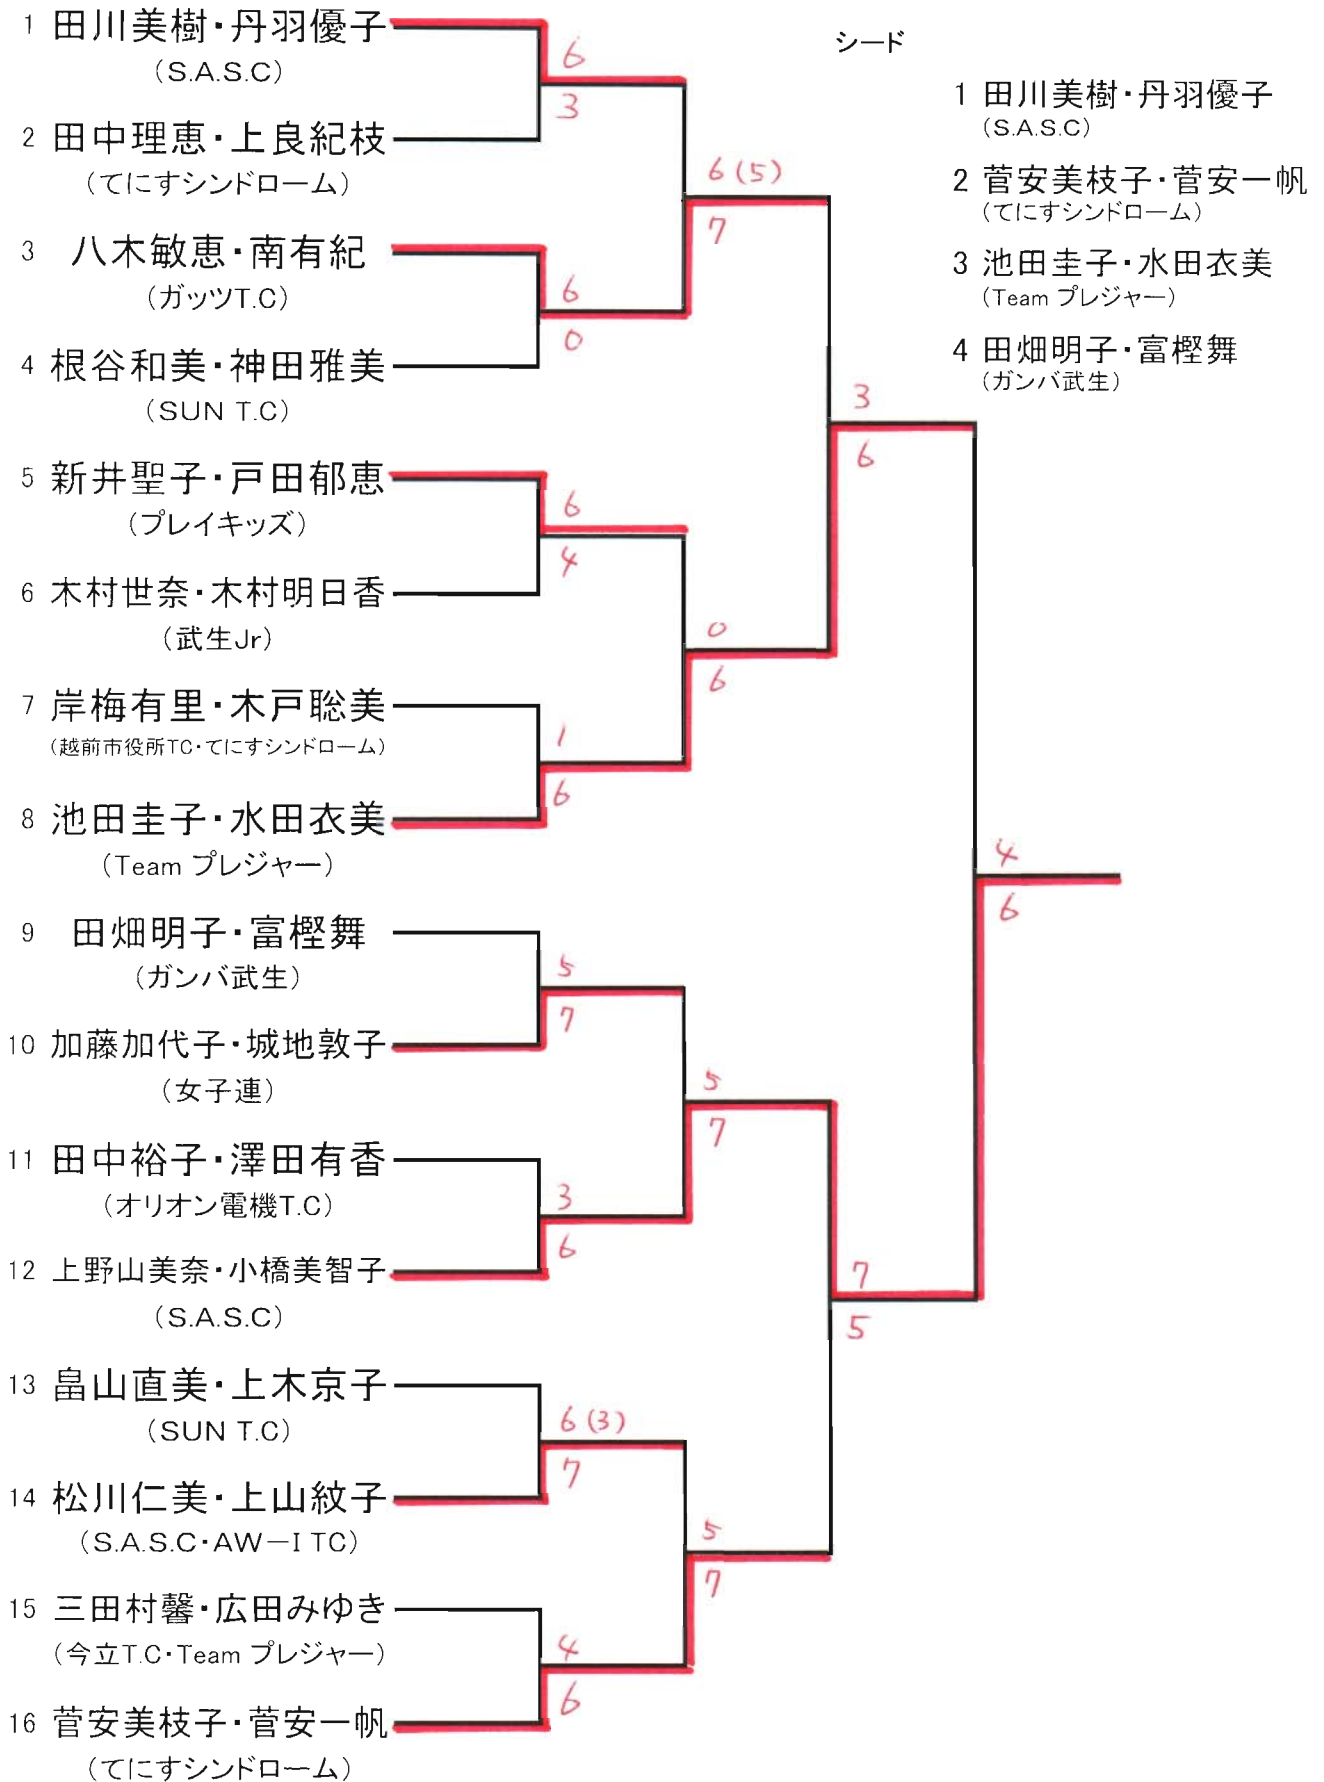 1 田川美樹・丹羽優子
(S.A.S.C)
2 田中理恵・上良紀枝
(てにすシンドローム)
3 八木敏恵・南有紀
(ガッツT.C)
4 根谷和美・神田雅美
(SUN T.C)
5 新井聖子・戸田郁恵
(プレイキッズ)
6 木村世奈・木村明日香
(武生Jr)
7 岸梅有里・木戸聡美
(越前市役所TC・てにすシンドローム)
8 池田圭子・水田衣美
(Team プレジャー)
9 田畑明子・富樫舞
(ガンバ武生)
10 加藤加代子・城地敦子
(女子連)
11 田中裕子・澤田有香
(オリオン電機T.C)
12 上野山美奈・小橋美智子
(S.A.S.C)
13 畠山直美・上木京子
(SUN T.C)
14 松川仁美・上山紋子
(S.A.S.C・AW－I TC)
15 三田村馨・広田みゆき
(今立T.C・Team プレジャー)
16 菅安美枝子・菅安一帆
(てにすシンドローム)
6
3
6
0
6
4
1
6
5
7
3
6
6(3)
7
4
6
6(5)
7
0
6
5
7
5
7
3
6
7
5
4
6
シード
1 田川美樹・丹羽優子
(S.A.S.C)
2 菅安美枝子・菅安一帆
(てにすシンドローム)
3 池田圭子・水田衣美
(Team プレジャー)
4 田畑明子・富樫舞
(ガンバ武生)